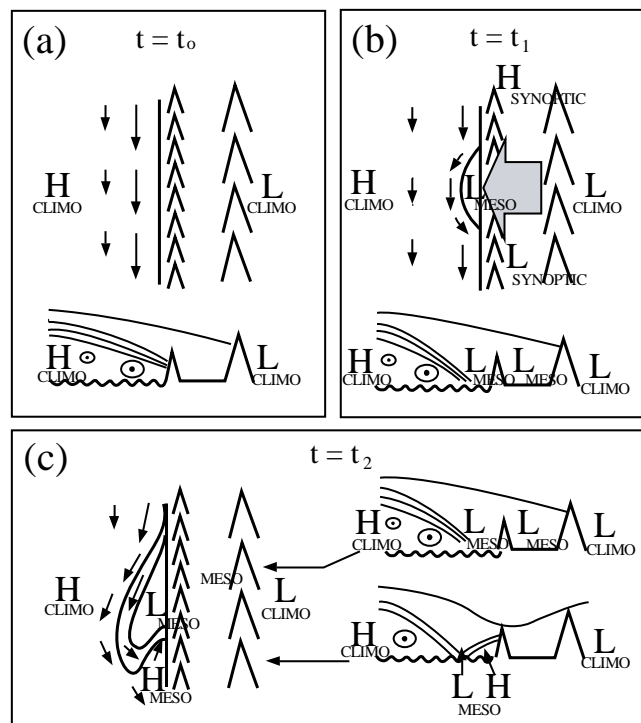 (a)
t = t₀
H
CLIMO
L
CLIMO
H
CLIMO
L
CLIMO
(b)
t = t₁
H
SYNOPTIC
H
CLIMO
L
MESO
L
CLIMO
L
SYNOPTIC
H
CLIMO
L
MESO
L
MESO
L
CLIMO
(c)
t = t₂
H
CLIMO
L
MESO
MESO
L
CLIMO
H
MESO
H
CLIMO
L
MESO
L
MESO
L
CLIMO
H
CLIMO
L
CLIMO
L H
MESO